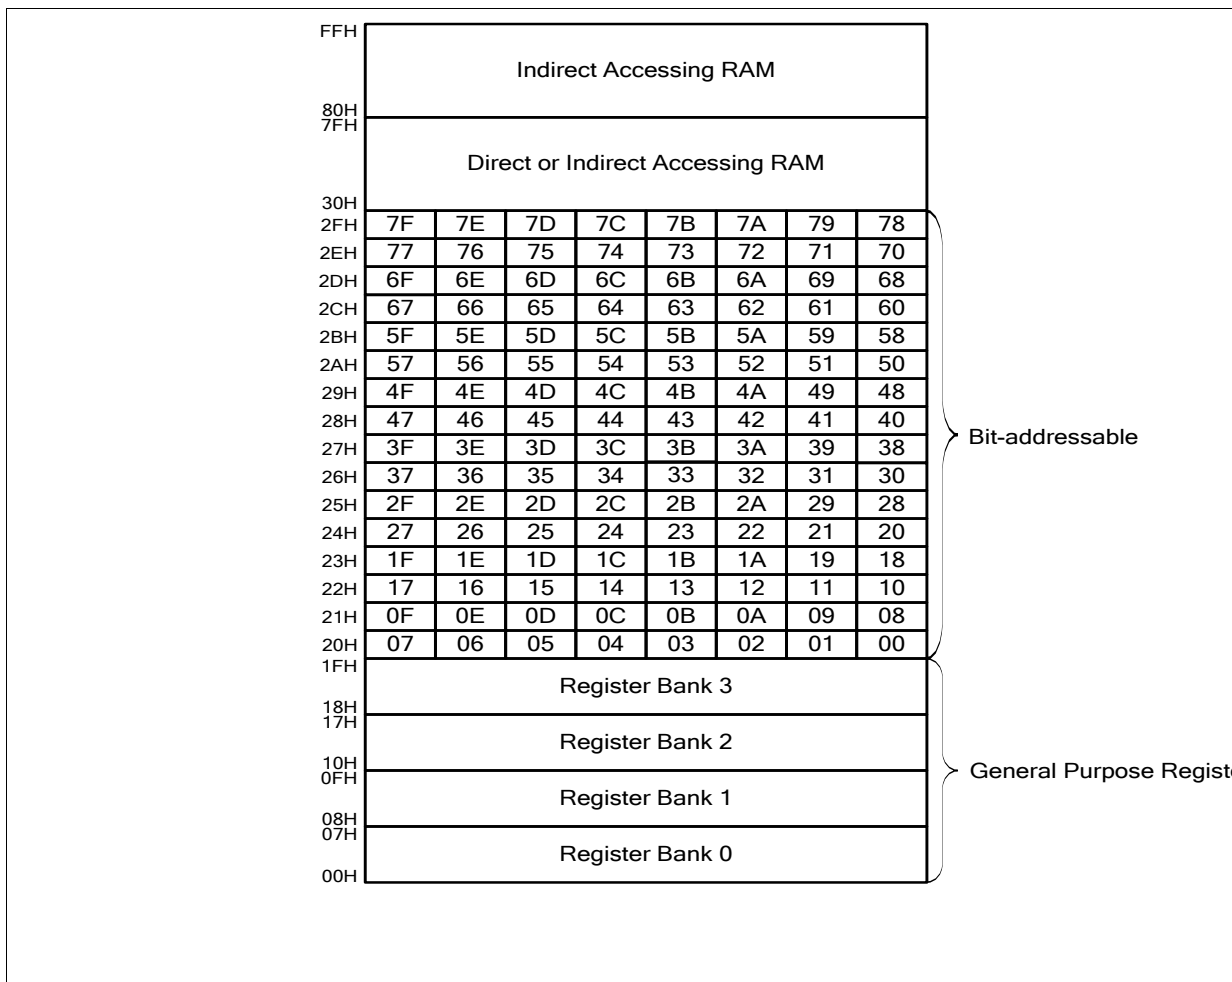 FFH
Indirect Accessing RAM
80H
7FH
Direct or Indirect Accessing RAM
30H
2FH 7F 7E 7D 7C 7B 7A 79 78
2EH 77 76 75 74 73 72 71 70
2DH 6F 6E 6D 6C 6B 6A 69 68
2CH 67 66 65 64 63 62 61 60
2BH 5F 5E 5D 5C 5B 5A 59 58
2AH 57 56 55 54 53 52 51 50
29H 4F 4E 4D 4C 4B 4A 49 48
28H 47 46 45 44 43 42 41 40
Bit-addressable
27H 3F 3E 3D 3C 3B 3A 39 38
26H 37 36 35 34 33 32 31 30
25H 2F 2E 2D 2C 2B 2A 29 28
24H 27 26 25 24 23 22 21 20
23H 1F 1E 1D 1C 1B 1A 19 18
22H 17 16 15 14 13 12 11 10
21H 0F 0E 0D 0C 0B 0A 09 08
20H 07 06 05 04 03 02 01 00
1FH
Register Bank 3
18H
17H
Register Bank 2
10H
General Purpose Registe
0FH
Register Bank 1
08H
07H
Register Bank 0
00H